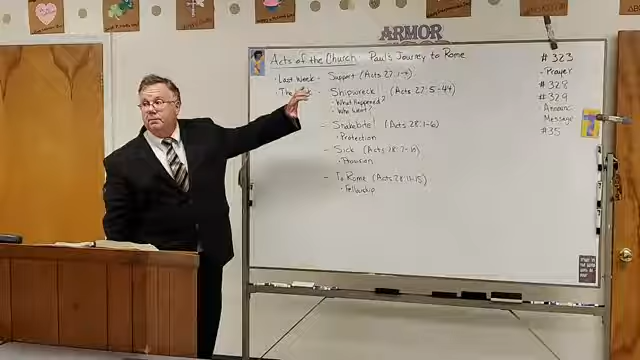 ARMOR
Acts of the Church Paul's Journey to Rome
· Last Week - Support (Acts 27:1-4)
Shipwreck! (Acts 27:5-44)
· What Happened?
· Who Went?
- Snakebite! (Acts 28:1-6)
· Protection
- Sick (Acts 28:7-10)
· Provision
- To Rome (Acts 28:11-15)
· Fellowship
#323
- Prayer
#328
#329
Announc
Message
#35